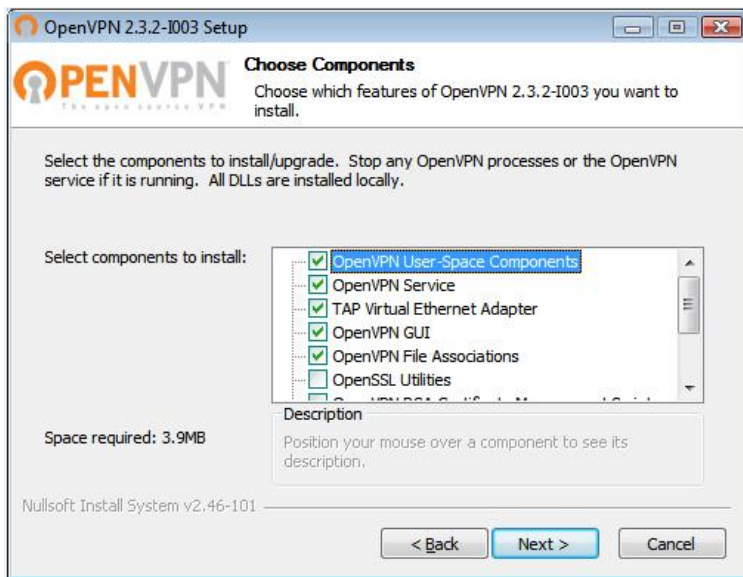 OpenVPN 2.3.2-I003 Setup
OPENVPN
The open source VPN
Choose Components
Choose which features of OpenVPN 2.3.2-I003 you want to
install.
Select the components to install/upgrade. Stop any OpenVPN processes or the OpenVPN
service if it is running. All DLLs are installed locally.
Select components to install:
OpenVPN User-Space Components
OpenVPN Service
TAP Virtual Ethernet Adapter
OpenVPN GUI
OpenVPN File Associations
OpenSSL Utilities
Space required: 3.9MB
Description
Position your mouse over a component to see its
description.
Nullsoft Install System v2.46-101
< Back
Next >
Cancel